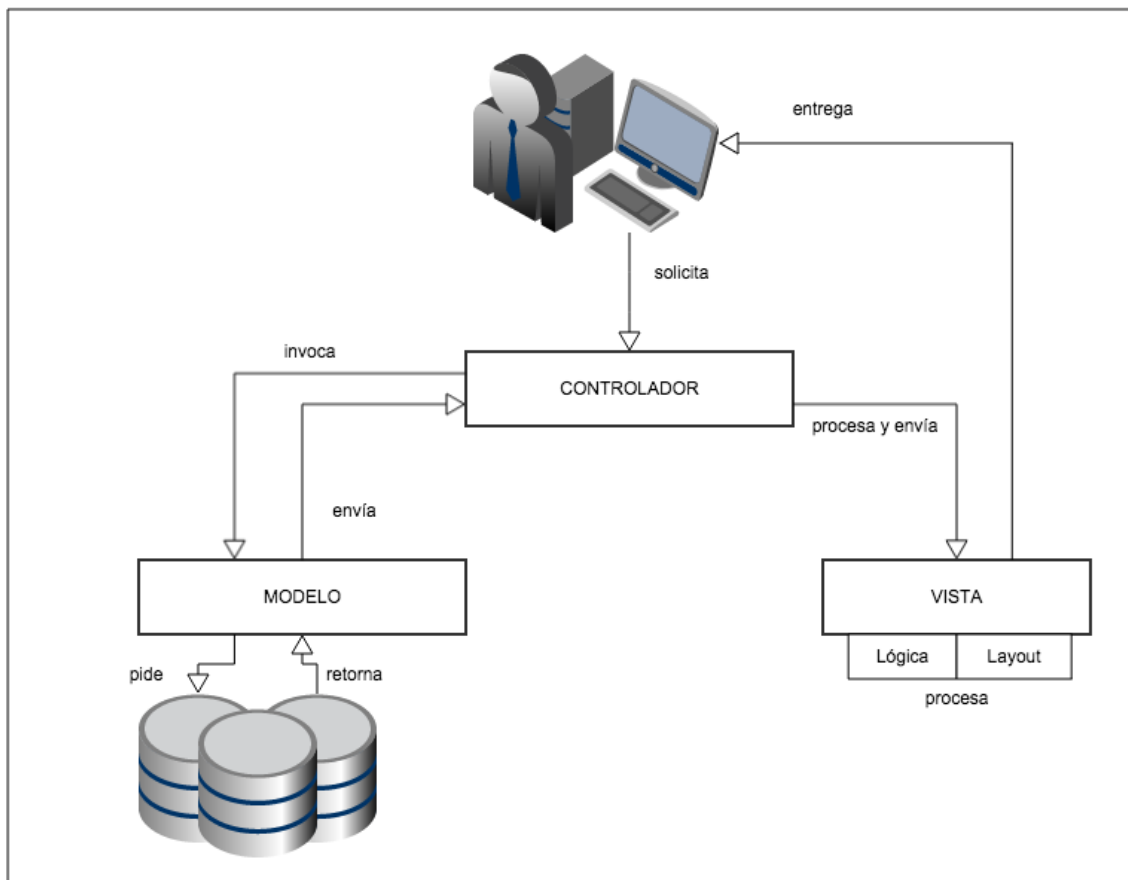 entrega
solicita
invoca
CONTROLADOR
procesa y envía
envía
MODELO
VISTA
Lógica
Layout
pide
retorna
procesa